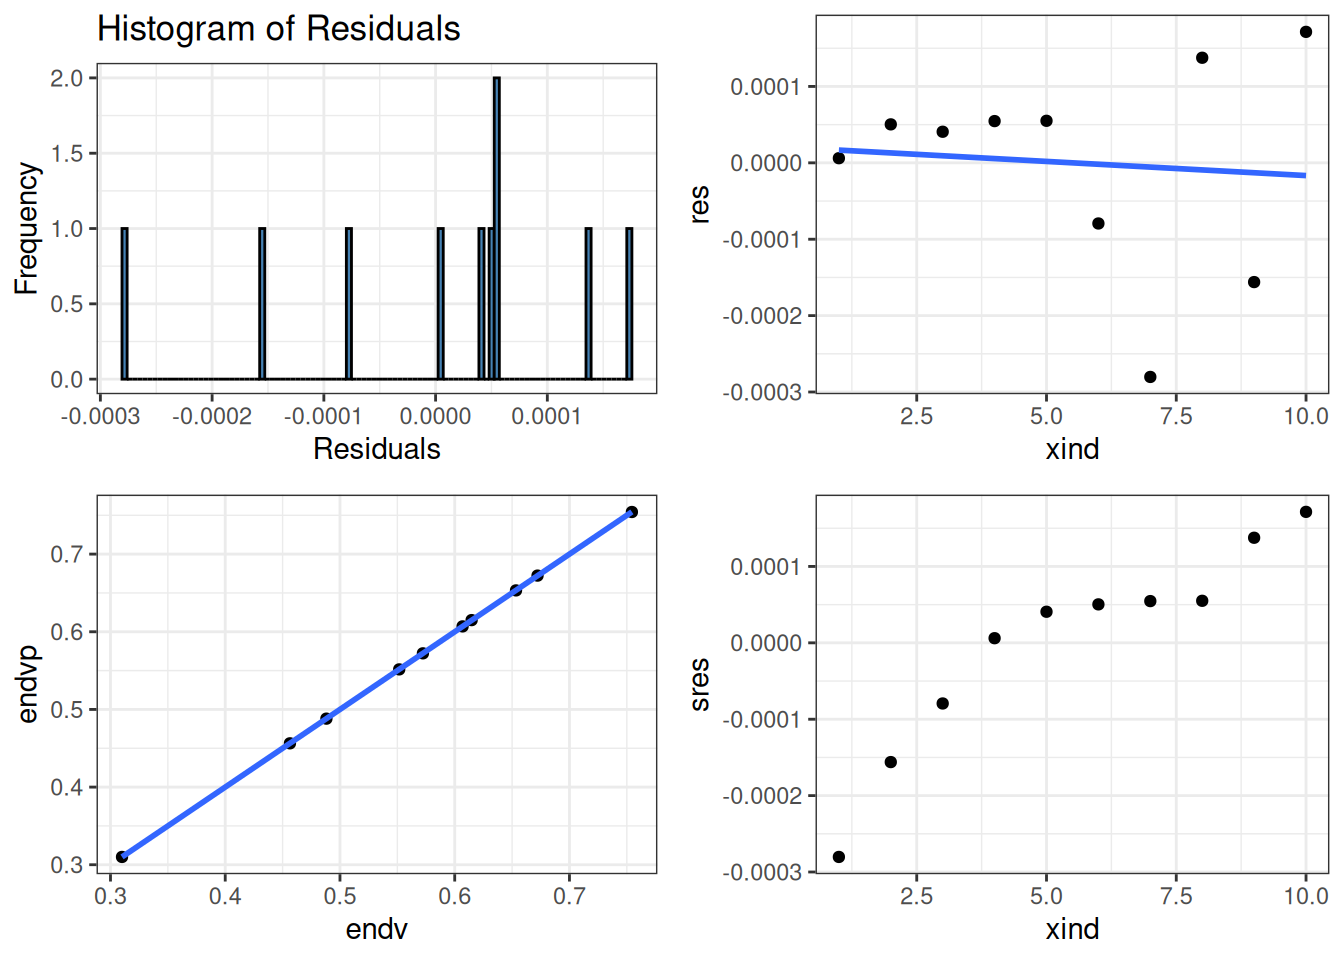 Histogram of Residuals
2.0
1.5
1.0
0.5
0.0
Frequency
-0.0003 -0.0002 -0.0001 0.0000 0.0001
Residuals
0.0001
0.0000
-0.0001
-0.0002
-0.0003
res
2.5 5.0 7.5 10.0
xind
0.7
0.6
0.5
0.4
0.3
endvp
0.3 0.4 0.5 0.6 0.7
endv
0.0001
0.0000
-0.0001
-0.0002
-0.0003
sres
2.5 5.0 7.5 10.0
xind